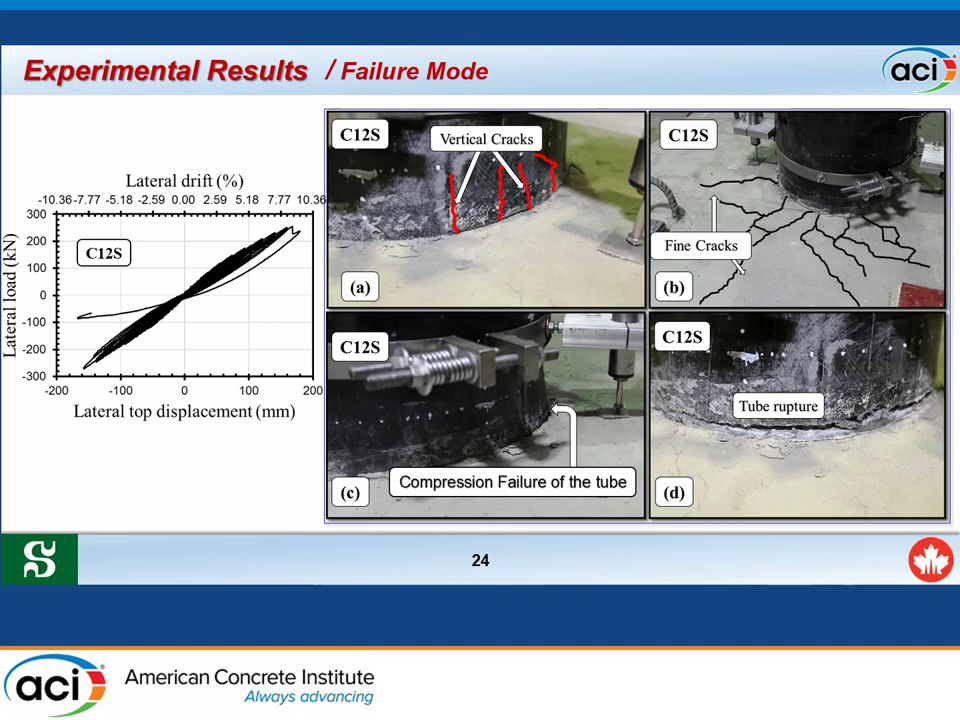 Experimental Results / Failure Mode
aci
Lateral drift (%)
-10.36 -7.77 -5.18 -2.59 0.00 2.59 5.18 7.77 10.36
300
200
100
0
-100
-200
-300
Lateral load (kN)
C12S
-200 -100 0 100 200
Lateral top displacement (mm)
C12S
Vertical Cracks
(a)
C12S
Fine Cracks
(b)
C12S
Compression Failure of the tube
(c)
C12S
Tube rupture
(d)
S
24
aci
American Concrete Institute
Always advancing